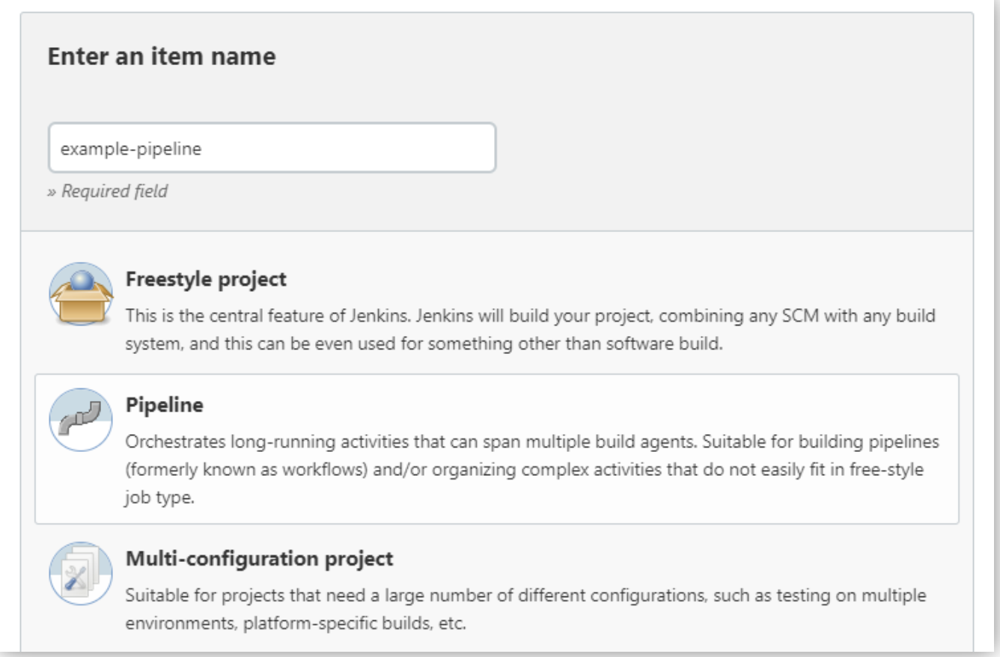 Enter an item name
example-pipeline
» Required field
Freestyle project
This is the central feature of Jenkins. Jenkins will build your project, combining any SCM with any build
system, and this can be even used for something other than software build.
Pipeline
Orchestrates long-running activities that can span multiple build agents. Suitable for building pipelines
(formerly known as workflows) and/or organizing complex activities that do not easily fit in free-style
job type.
Multi-configuration project
Suitable for projects that need a large number of different configurations, such as testing on multiple
environments, platform-specific builds, etc.